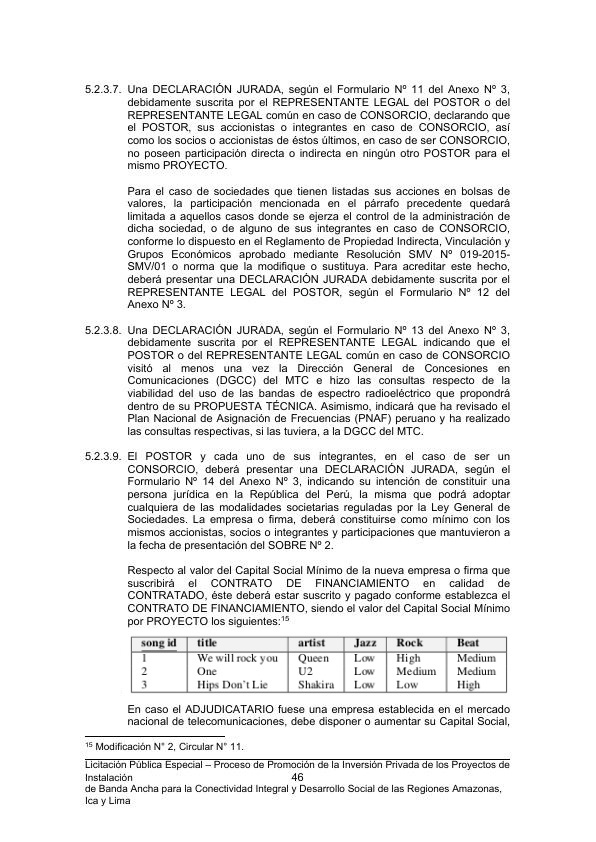 5.2.3.7. Una DECLARACIÓN JURADA, según el Formulario Nº 11 del Anexo Nº 3,
debidamente suscrita por el REPRESENTANTE LEGAL del POSTOR o del
REPRESENTANTE LEGAL común en caso de CONSORCIO, declarando que
el POSTOR, sus accionistas o integrantes en caso de CONSORCIO, así
como los socios o accionistas de éstos últimos, en caso de ser CONSORCIO,
no poseen participación directa o indirecta en ningún otro POSTOR para el
mismo PROYECTO.
Para el caso de sociedades que tienen listadas sus acciones en bolsas de
valores, la participación mencionada en el párrafo precedente quedará
limitada a aquellos casos donde se ejerza el control de la administración de
dicha sociedad, o de alguno de sus integrantes en caso de CONSORCIO,
conforme lo dispuesto en el Reglamento de Propiedad Indirecta, Vinculación y
Grupos Económicos aprobado mediante Resolución SMV Nº 019-2015-
SMV/01 o norma que la modifique o sustituya. Para acreditar este hecho,
deberá presentar una DECLARACIÓN JURADA debidamente suscrita por el
REPRESENTANTE LEGAL del POSTOR, según el Formulario Nº 12 del
Anexo Nº 3.
5.2.3.8. Una DECLARACIÓN JURADA, según el Formulario Nº 13 del Anexo Nº 3,
debidamente suscrita por el REPRESENTANTE LEGAL indicando que el
POSTOR o del REPRESENTANTE LEGAL común en caso de CONSORCIO
visitó al menos una vez la Dirección General de Concesiones en
Comunicaciones (DGCC) del MTC e hizo las consultas respecto de la
viabilidad del uso de las bandas de espectro radioeléctrico que propondrá
dentro de su PROPUESTA TÉCNICA. Asimismo, indicará que ha revisado el
Plan Nacional de Asignación de Frecuencias (PNAF) peruano y ha realizado
las consultas respectivas, si las tuviera, a la DGCC del MTC.
5.2.3.9. El POSTOR y cada uno de sus integrantes, en el caso de ser un
CONSORCIO, deberá presentar una DECLARACIÓN JURADA, según el
Formulario Nº 14 del Anexo Nº 3, indicando su intención de constituir una
persona jurídica en la República del Perú, la misma que podrá adoptar
cualquiera de las modalidades societarias reguladas por la Ley General de
Sociedades. La empresa o firma, deberá constituirse como mínimo con los
mismos accionistas, socios o integrantes y participaciones que mantuvieron a
la fecha de presentación del SOBRE Nº 2.
Respecto al valor del Capital Social Mínimo de la nueva empresa o firma que
suscribirá el CONTRATO DE FINANCIAMIENTO en calidad de
CONTRATADO, éste deberá estar suscrito y pagado conforme establezca el
CONTRATO DE FINANCIAMIENTO, siendo el valor del Capital Social Mínimo
por PROYECTO los siguientes:15
song id title artist Jazz Rock Beat
1 We will rock you Queen Low High Medium
2 One U2 Low Medium Medium
3 Hips Don't Lie Shakira Low Low High
En caso el ADJUDICATARIO fuese una empresa establecida en el mercado
nacional de telecomunicaciones, debe disponer o aumentar su Capital Social,
15 Modificación N° 2, Circular N° 11.
Licitación Pública Especial – Proceso de Promoción de la Inversión Privada de los Proyectos de
Instalación 46
de Banda Ancha para la Conectividad Integral y Desarrollo Social de las Regiones Amazonas,
Ica y Lima